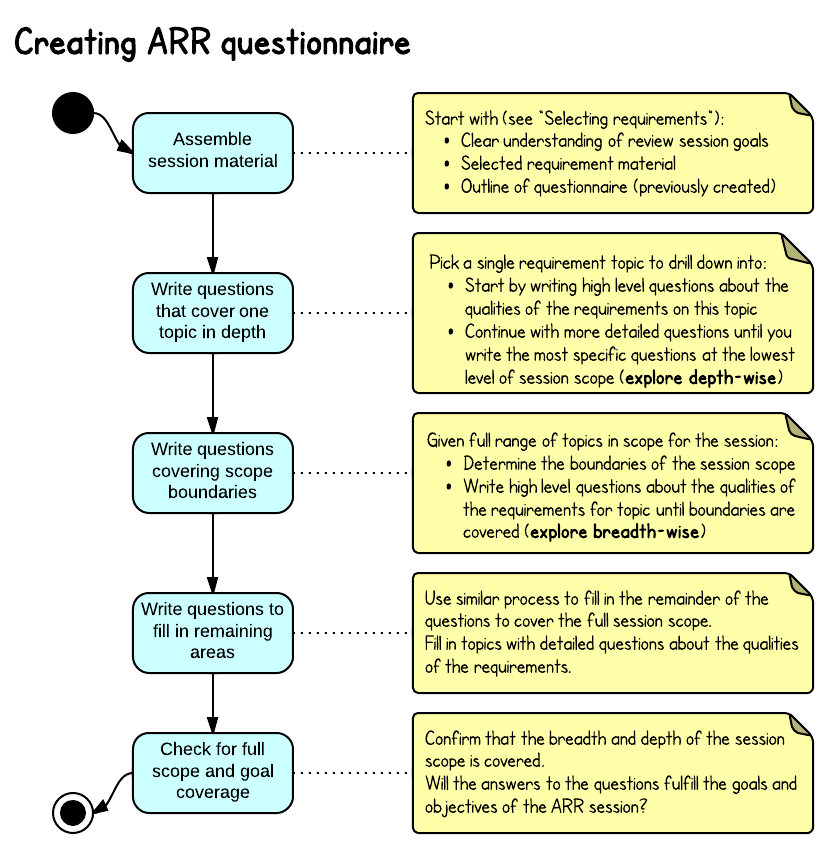 Creating ARR questionnaire
Assemble
session material
Start with (see "Selecting requirements"):
• Clear understanding of review session goals
• Selected requirement material
• Outline of questionnaire (previously created)
Write questions
that cover one
topic in depth
Pick a single requirement topic to drill down into:
• Start by writing high level questions about the
qualities of the requirements on this topic
• Continue with more detailed questions until you
write the most specific questions at the lowest
level of session scope (explore depth-wise)
Write questions
covering scope
boundaries
Given full range of topics in scope for the session:
• Determine the boundaries of the session scope
• Write high level questions about the qualities of
the requirements for topic until boundaries are
covered (explore breadth-wise)
Write questions to
fill in remaining
areas
Use similar process to fill in the remainder of the
questions to cover the full session scope.
Fill in topics with detailed questions about the qualities
of the requirements.
Check for full
scope and goal
coverage
Confirm that the breadth and depth of the session
scope is covered.
Will the answers to the questions fulfill the goals and
objectives of the ARR session?